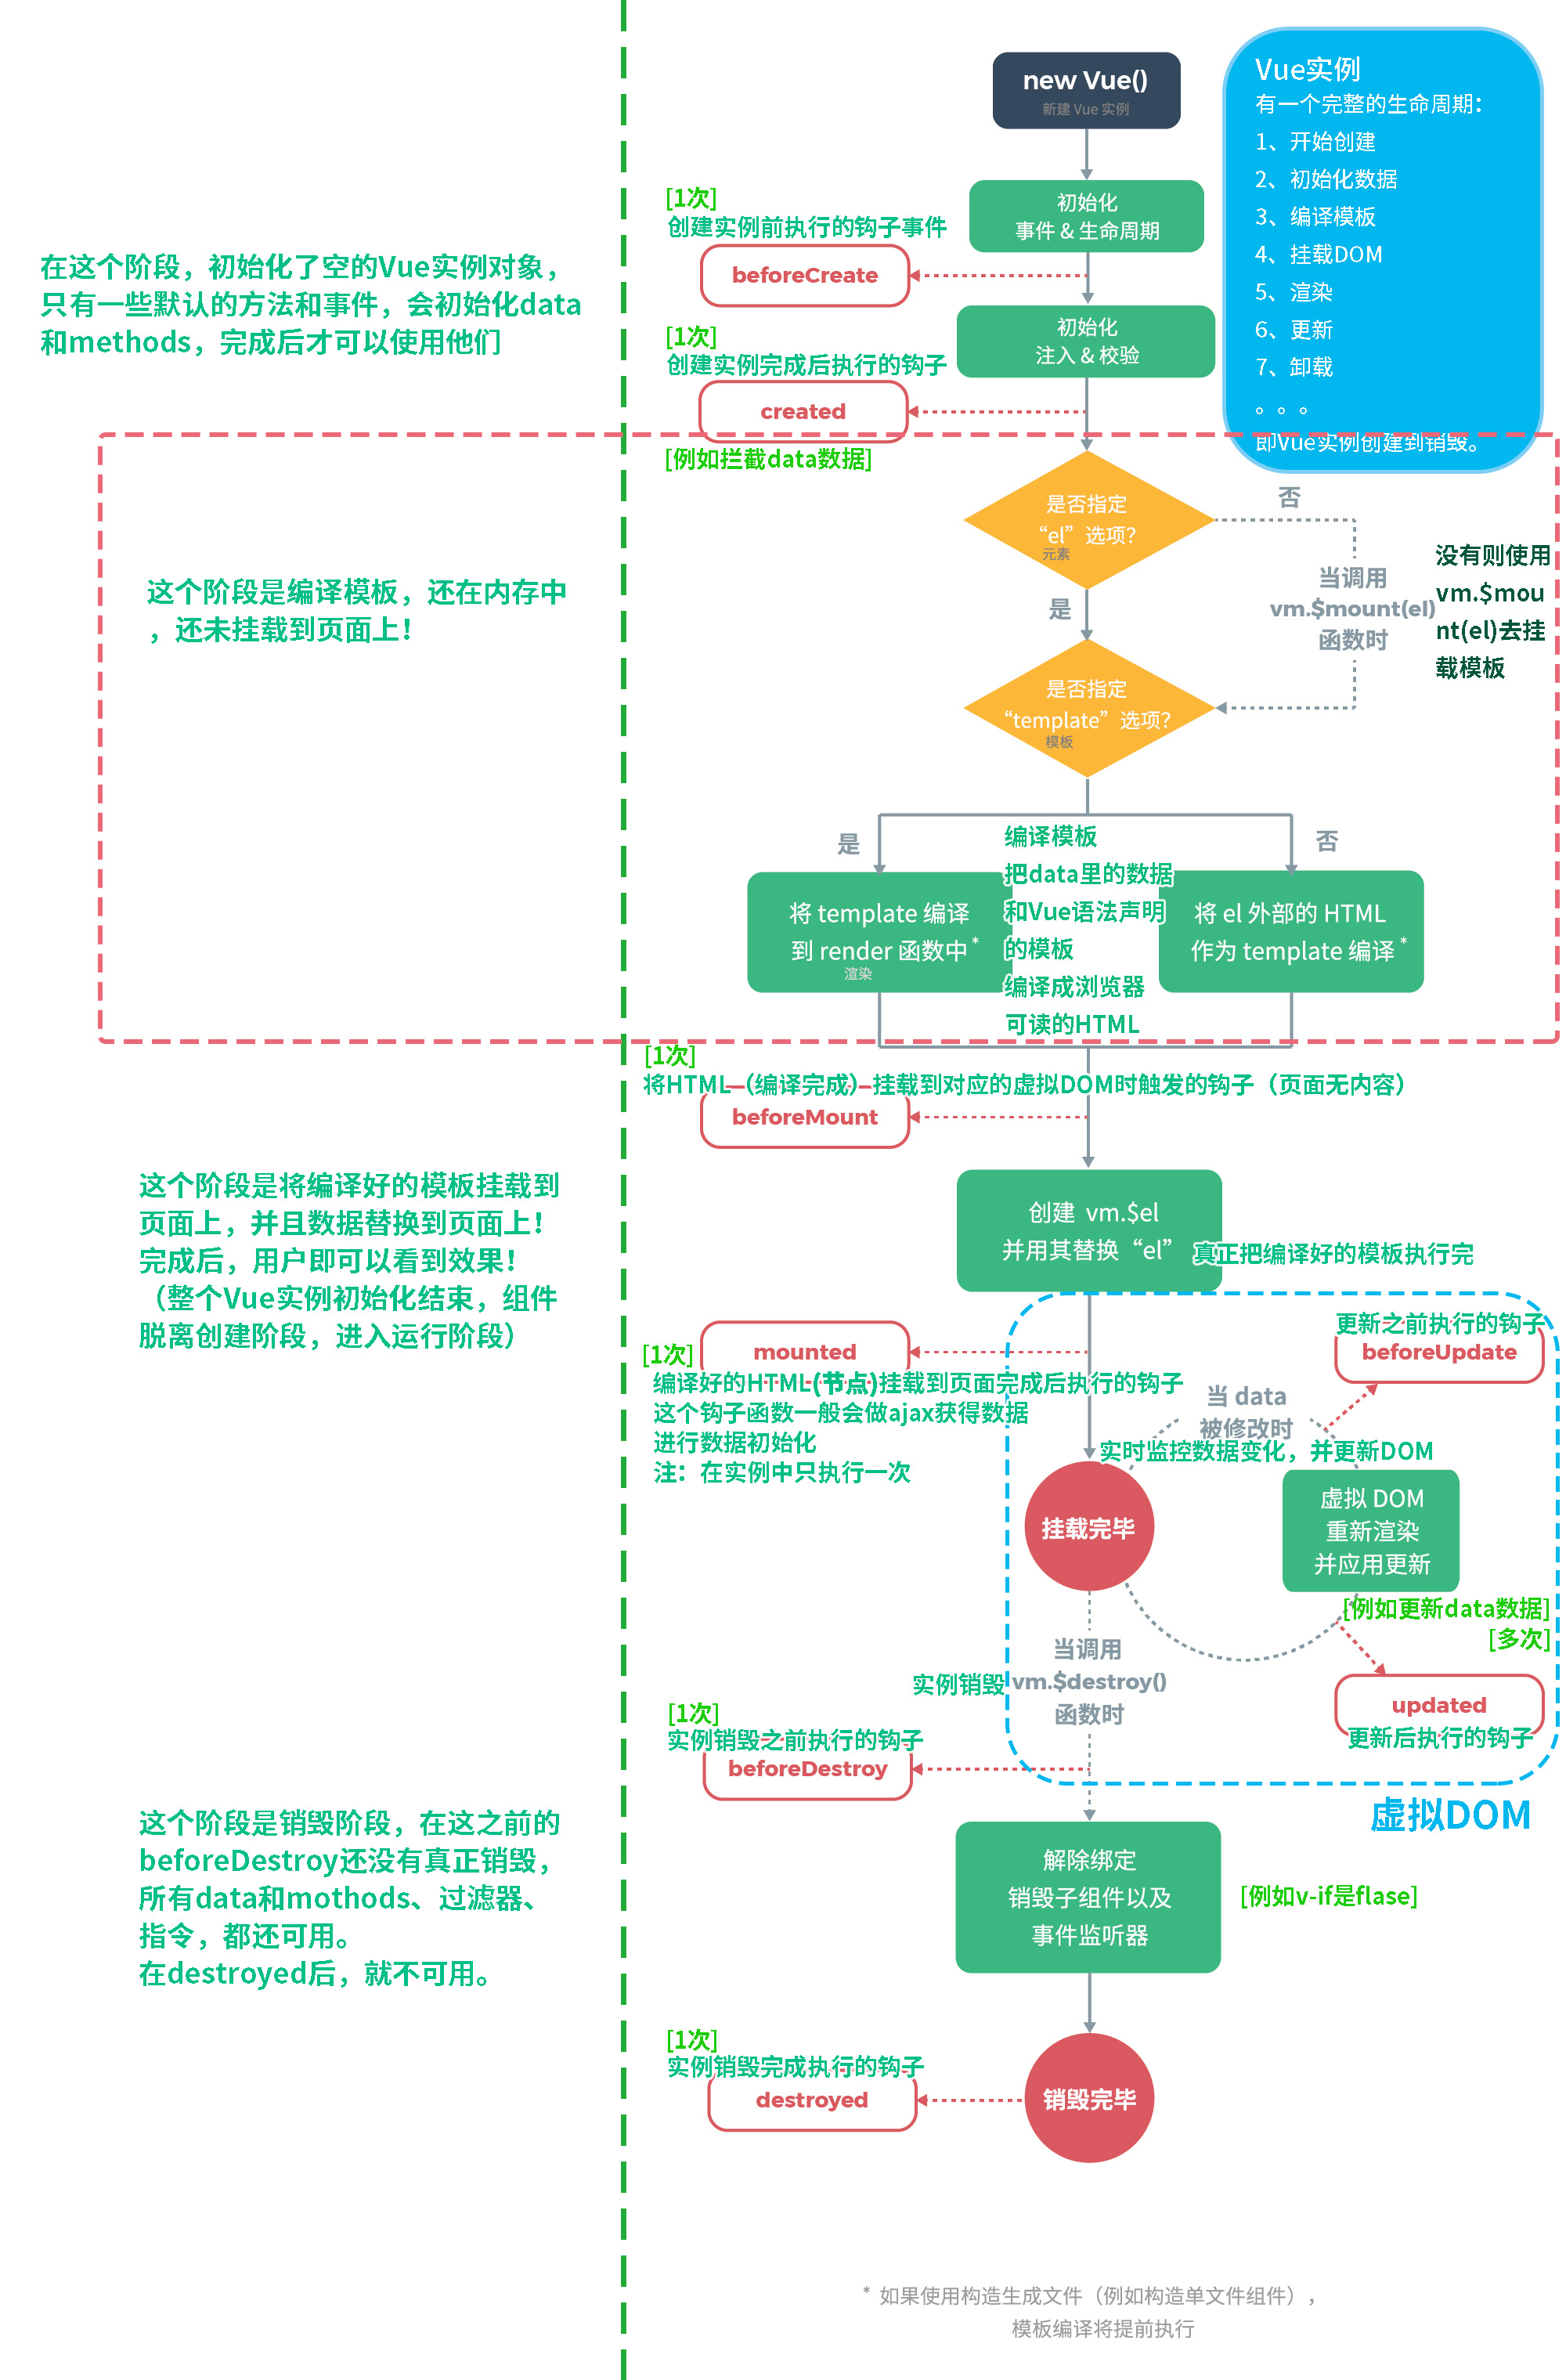 new Vue()
新建 Vue 实例
Vue实例
有一个完整的生命周期：
1、开始创建
2、初始化数据
3、编译模板
4、挂载DOM
5、渲染
6、更新
7、卸载
。。。
即Vue实例创建到销毁。
初始化
事件 & 生命周期
[1次]
创建实例前执行的钩子事件
beforeCreate
在这个阶段，初始化了空的Vue实例对象，
只有一些默认的方法和事件，会初始化data
和methods，完成后才可以使用他们
初始化
注入 & 校验
[1次]
创建实例完成后执行的钩子
created
[例如拦截data数据]
是否指定
“el”选项？
元素
否
是
当调用
vm.$mount(el)
函数时
没有则使用
vm.$mou
nt(el)去挂
载模板
这个阶段是编译模板，还在内存中
，还未挂载到页面上！
是否指定
“template”选项？
模板
是
否
将 template 编译
到 render 函数中*
渲染
编译模板
把data里的数据
和Vue语法声明
的模板
编译成浏览器
可读的HTML
将 el 外部的 HTML
作为 template 编译*
[1次]
将HTML（编译完成）挂载到对应的虚拟DOM时触发的钩子（页面无内容）
beforeMount
这个阶段是将编译好的模板挂载到
页面上，并且数据替换到页面上！
完成后，用户即可以看到效果！
（整个Vue实例初始化结束，组件
脱离创建阶段，进入运行阶段）
创建 vm.$el
并用其替换“el”
真正把编译好的模板执行完
[1次]
mounted
编译好的HTML(节点)挂载到页面完成后执行的钩子
这个钩子函数一般会做ajax获得数据
进行数据初始化
注：在实例中只执行一次
更新之前执行的钩子
beforeUpdate
当 data
被修改时
实时监控数据变化，并更新DOM
挂载完毕
虚拟 DOM
重新渲染
并应用更新
[例如更新data数据]
[多次]
updated
更新后执行的钩子
当调用
vm.$destroy()
函数时
实例销毁
[1次]
实例销毁之前执行的钩子
beforeDestroy
虚拟DOM
这个阶段是销毁阶段，在这之前的
beforeDestroy还没有真正销毁，
所有data和mothods、过滤器、
指令，都还可用。
在destroyed后，就不可用。
解除绑定
销毁子组件以及
事件监听器
[例如v-if是flase]
[1次]
实例销毁完成执行的钩子
destroyed
销毁完毕
* 如果使用构造生成文件（例如构造单文件组件），
模板编译将提前执行